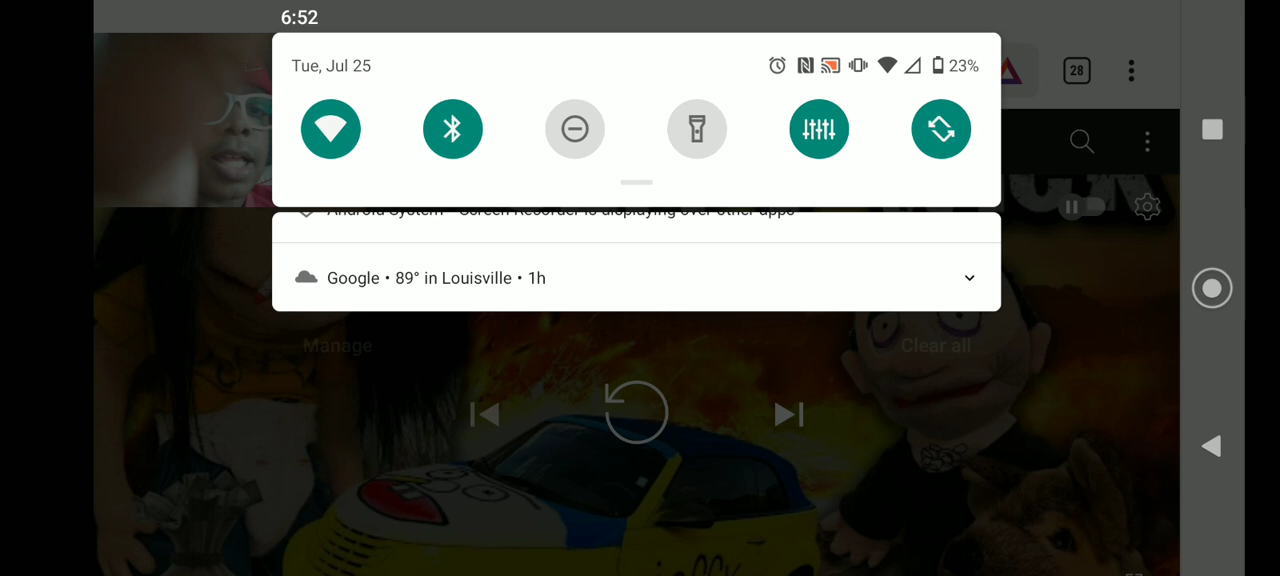 6:52
Tue, Jul 25
23%
28
Android System • Screen Recorder is displaying over other apps
Google • 89° in Louisville • 1h
Manage
Clear all